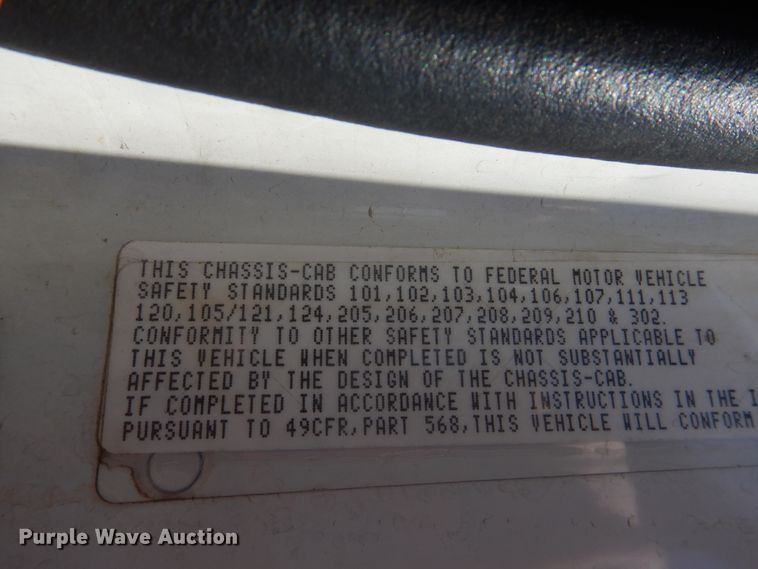 THIS CHASSIS-CAB CONFORMS TO FEDERAL MOTOR VEHICLE
SAFETY STANDARDS 101,102,103,104,106,107,111,113
120,105/121,124,205,206,207,208,209,210 & 302.
CONFORMITY TO OTHER SAFETY STANDARDS APPLICABLE TO
THIS VEHICLE WHEN COMPLETED IS NOT SUBSTANTIALLY
AFFECTED BY THE DESIGN OF THE CHASSIS-CAB.
IF COMPLETED IN ACCORDANCE WITH INSTRUCTIONS IN THE I
PURSUANT TO 49CFR,PART 568,THIS VEHICLE WILL CONFORM
Purple Wave Auction